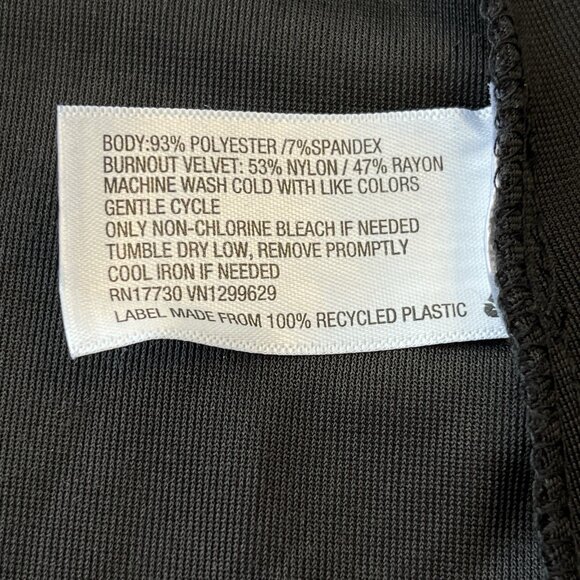 BODY:93% POLYESTER /7%SPANDEX
BURNOUT VELVET: 53% NYLON / 47% RAYON
MACHINE WASH COLD WITH LIKE COLORS
GENTLE CYCLE
ONLY NON-CHLORINE BLEACH IF NEEDED
TUMBLE DRY LOW, REMOVE PROMPTLY
COOL IRON IF NEEDED
RN17730 VN1299629
LABEL MADE FROM 100% RECYCLED PLASTIC